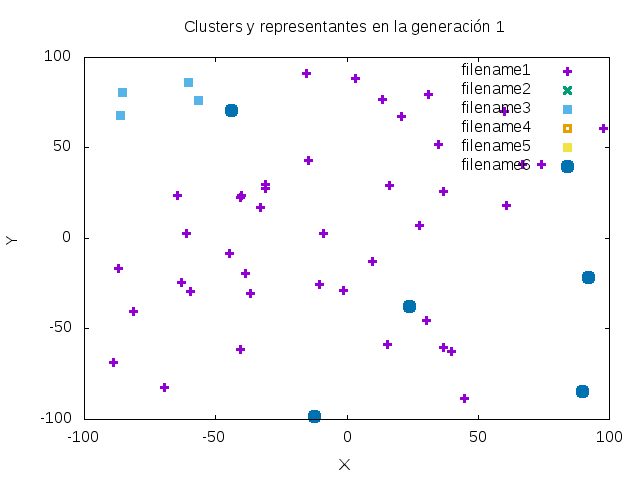 Clusters y representantes en la generación 1
100
50
0
-50
-100
-100
-50
0
50
100
Y
X
filename1
filename2
filename3
filename4
filename5
filename6